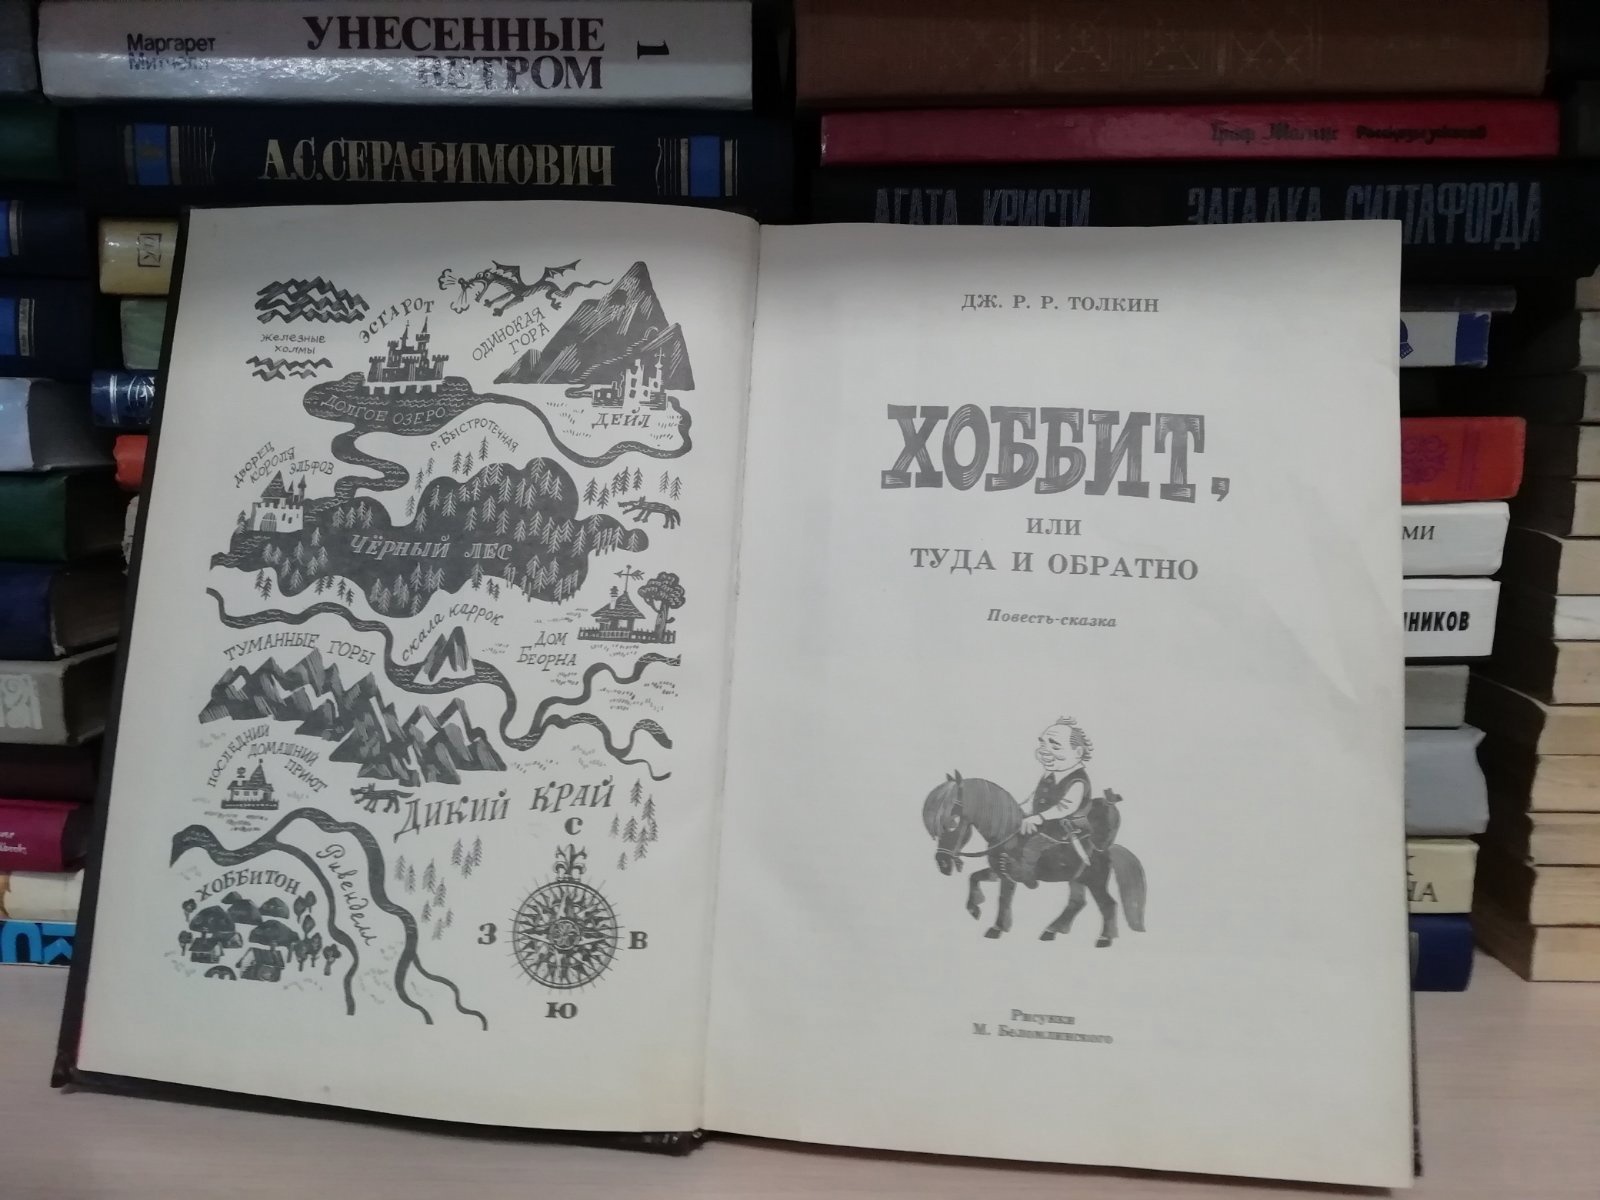 Маргарет
УНЕСЕННЫЕ
ВЕТРОМ
1
А.С.СЕРАФИМОВИЧ
АГАТА КРИСТИ
ЗАГАДКА СИТТАФОРДА
МИ
НИКОВ
НА
ЖЕЛЕЗНЫЕ
ХОЛМЫ
ЭСГАРОТ
ОДИНОКАЯ
ГОРА
ДОЛГОЕ ОЗЕРО
ДЕЙЛ
Р. БЫСТРОТЕЧНАЯ
ДВОРЕЦ
КОРОЛЯ
ЭЛЬФОВ
ЧЁРНЫЙ ЛЕС
ТУМАННЫЕ ГОРЫ
СКАЛА КАРРОК
ДОМ
БЕОРНА
ПОСЛЕДНИЙ
ДОМАШНИЙ
ПРИЮТ
ДИКИЙ КРАЙ
Ривенделл
ХОББИТОН
С
З
В
Ю
ДЖ. Р. Р. ТОЛКИН
ХОББИТ,
ИЛИ
ТУДА И ОБРАТНО
Повесть-сказка
Рисунки
М. Беломлинского